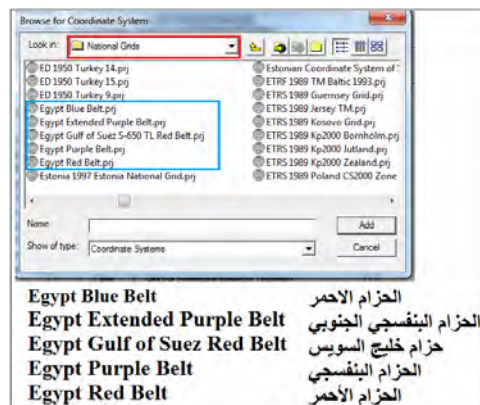 Browse for Coordinate System
Look in: National Grids
ED 1950 Turkey 14.prj
ED 1950 Turkey 15.prj
ED 1950 Turkey 9.prj
Egypt Blue Belt.prj
Egypt Extended Purple Belt.prj
Egypt Gulf of Suez S-650 TL Red Belt.prj
Egypt Purple Belt.prj
Egypt Red Belt.prj
Estonia 1997 Estonia National Grid.prj
Estonian Coordinate System of
ETRF 1989 TM Baltic 1993.prj
ETRS 1989 Guernsey Grid.prj
ETRS 1989 Jersey TM.prj
ETRS 1989 Kosovo Grid.prj
ETRS 1989 Kp2000 Bornholm.prj
ETRS 1989 Kp2000 Jutland.prj
ETRS 1989 Kp2000 Zealand.prj
ETRS 1989 Poland CS2000 Zone
Name: Add
Show of type: Coordinate Systems Cancel
Egypt Blue Belt الحزام الاحمر
Egypt Extended Purple Belt الحزام البنفسجي الجنوبي
Egypt Gulf of Suez Red Belt حزام خليج السويس
Egypt Purple Belt الحزام البنفسجي
Egypt Red Belt الحزام الأحمر